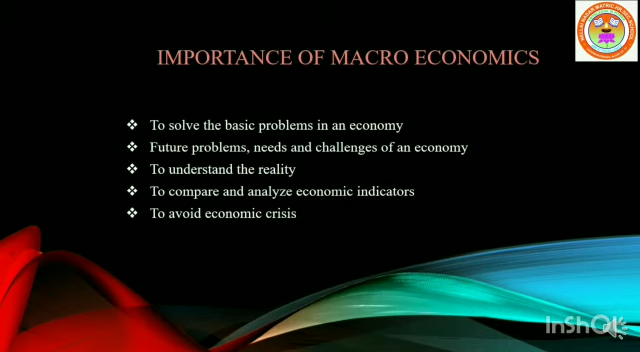 IMPORTANCE OF MACRO ECONOMICS
❖ To solve the basic problems in an economy
❖ Future problems, needs and challenges of an economy
❖ To understand the reality
❖ To compare and analyze economic indicators
❖ To avoid economic crisis
InShOt